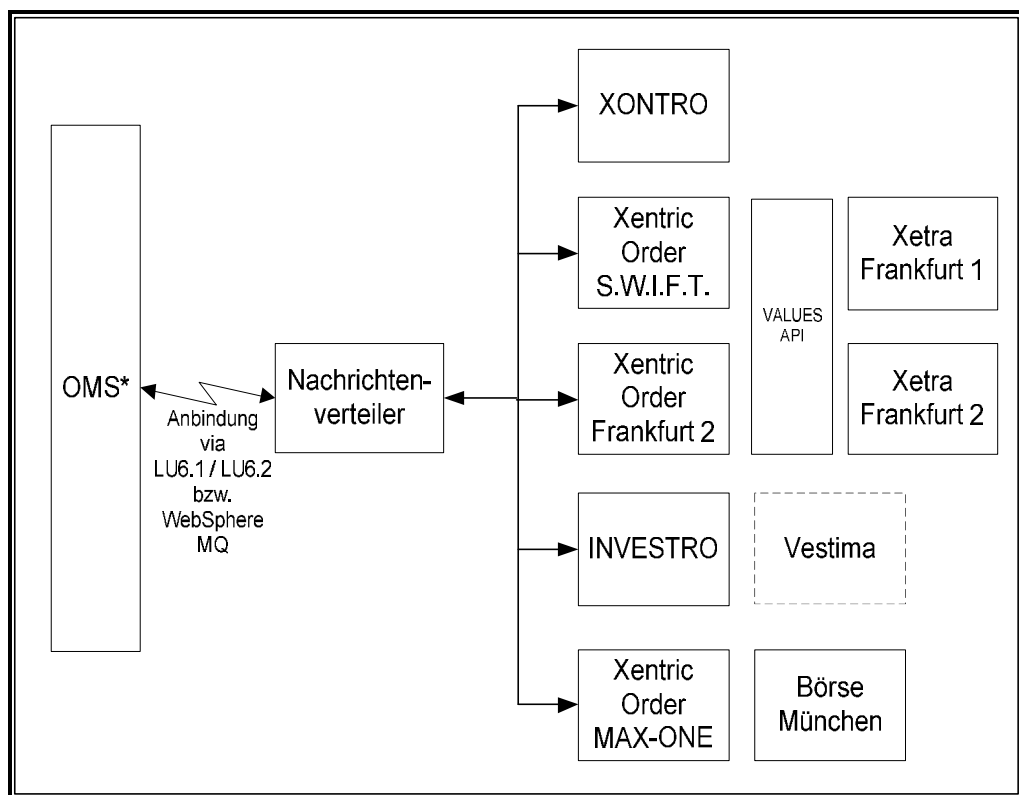 XONTRO
Xentric
Order
S.W.I.F.T.
VALUES
API
Xetra
Frankfurt 1
OMS*
Anbindung
via
LU6.1 / LU6.2
bzw.
WebSphere
MQ
Nachrichten-
verteiler
Xentric
Order
Frankfurt 2
Xetra
Frankfurt 2
INVESTRO
Vestima
Xentric
Order
MAX-ONE
Börse
München